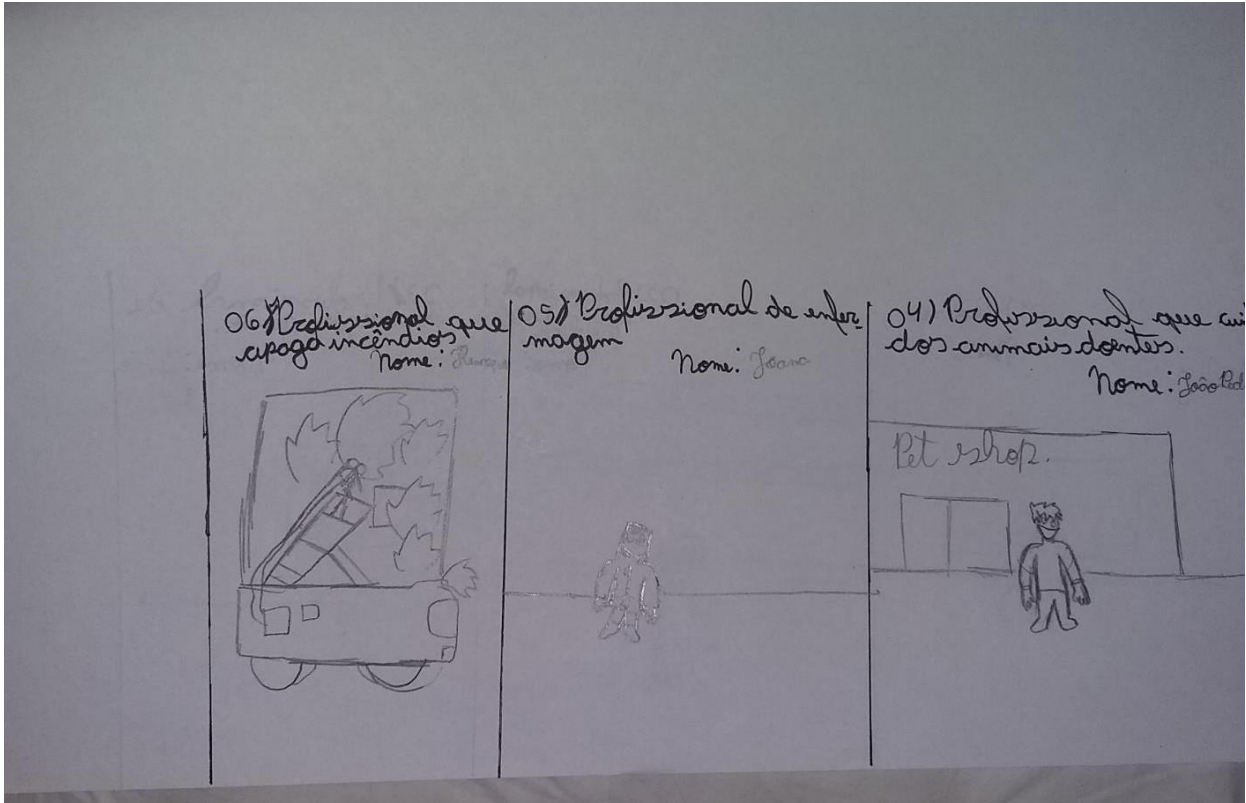 06) Profissional que
apaga incêndios
Nome:
05) Profissional de enfer-
magem
Nome: Joana
04) Profissional que cui
dos animais doentes.
Nome: João Ped
Pet shop.